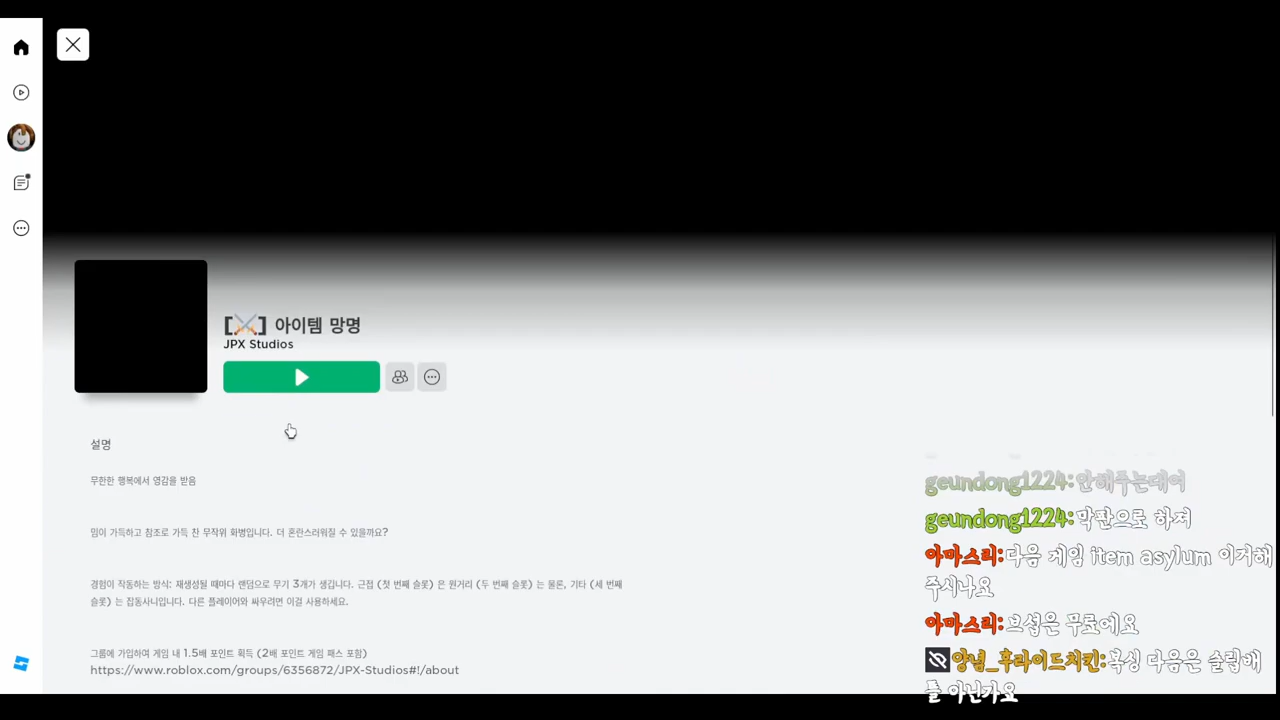 [⚔️] 아이템 망명
JPX Studios
설명
무한한 행복에서 영감을 받음
밈이 가득하고 참조로 가득 찬 무작위 화병입니다. 더 혼란스러워질 수 있을까요?
경험이 작동하는 방식: 재생성될 때마다 랜덤으로 무기 3개가 생깁니다. 근접 (첫 번째 슬롯) 은 원거리 (두 번째 슬롯) 는 물론, 기타 (세 번째
슬롯) 는 잡동사니입니다. 다른 플레이어와 싸우려면 이걸 사용하세요.
그룹에 가입하여 게임 내 1.5배 포인트 획득 (2배 포인트 게임 패스 포함)
https://www.roblox.com/groups/6356872/JPX-Studios#!/about
geundong1224:안해주는데여
geundong1224:막판으로 하져
아마스리:다음 게임 item asylum 이거해
주시나요
아마스리:브섭은 무료에요
양념_후라이드치킨:복싱 다음은 슬랩배
틀 아닌가요